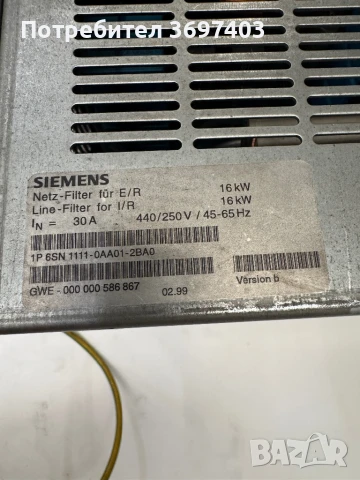 Потребител 3697403
SIEMENS
Netz-Filter für E/R 16 kW
Line-Filter for I/R 16 kW
IN = 30 A 440/250 V / 45-65 Hz
1P 6SN 1111-0AA01-2BA0
GWE - 000 000 586 867 02.99 Version b
BAZAR